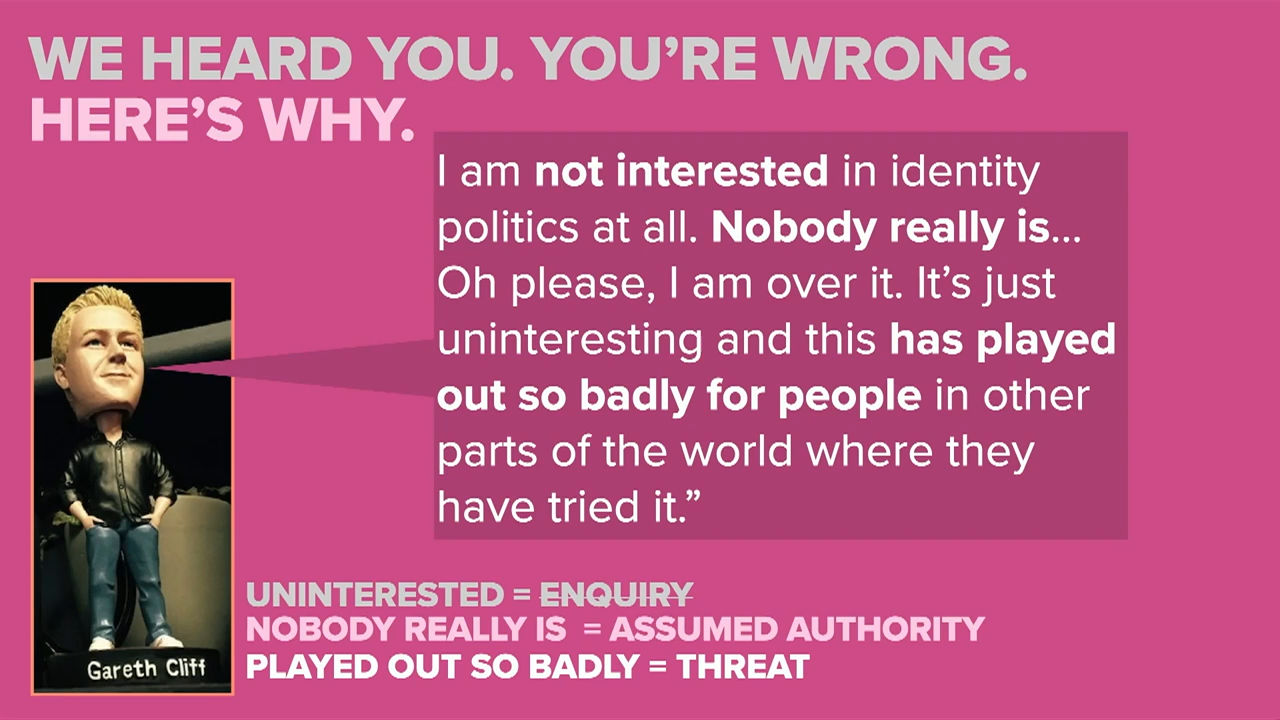 WE HEARD YOU. YOU’RE WRONG.
HERE’S WHY.
I am not interested in identity
politics at all. Nobody really is...
Oh please, I am over it. It’s just
uninteresting and this has played
out so badly for people in other
parts of the world where they
have tried it.”
Gareth Cliff
UNINTERESTED = ENQUIRY
NOBODY REALLY IS = ASSUMED AUTHORITY
PLAYED OUT SO BADLY = THREAT